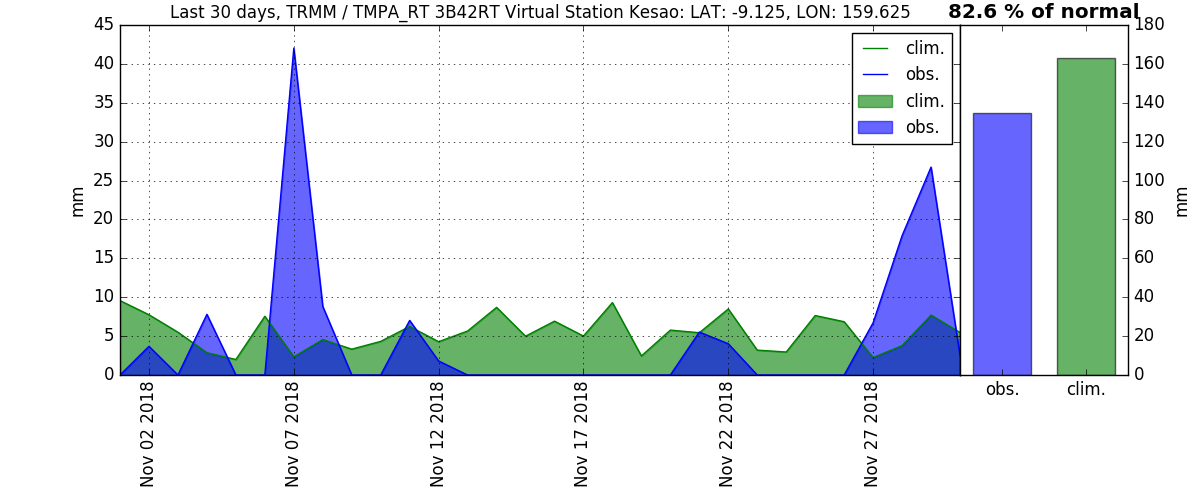 Last 30 days, TRMM / TMPA_RT 3B42RT Virtual Station Kesao: LAT: -9.125, LON: 159.625
82.6 % of normal
45
40
35
30
25
20
15
10
5
0
mm
clim.
obs.
clim.
obs.
180
160
140
120
100
80
60
40
20
0
mm
obs.
clim.
Nov 02 2018
Nov 07 2018
Nov 12 2018
Nov 17 2018
Nov 22 2018
Nov 27 2018